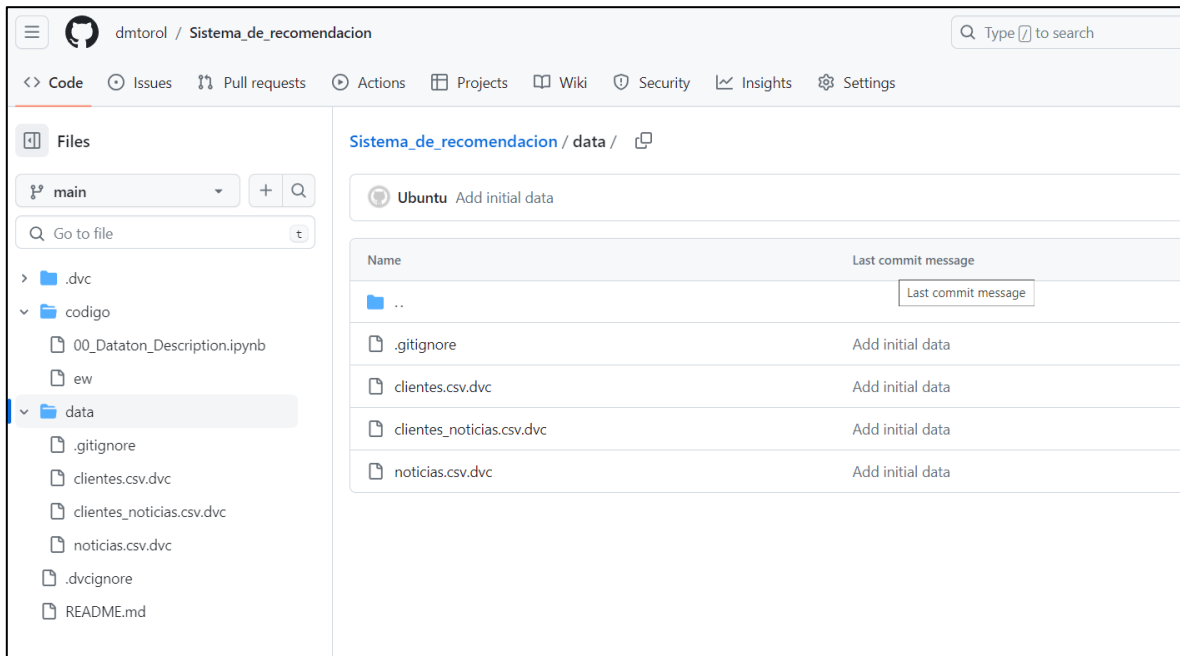 dmtorol / Sistema_de_recomendacion
Type / to search
<> Code
Issues
Pull requests
Actions
Projects
Wiki
Security
Insights
Settings
Files
main
Go to file
t
.dvc
codigo
00_Dataton_Description.ipynb
ew
data
.gitignore
clientes.csv.dvc
clientes_noticias.csv.dvc
noticias.csv.dvc
.dvcignore
README.md
Sistema_de_recomendacion / data /
Ubuntu Add initial data
Name Last commit message
Last commit message
..
.gitignore Add initial data
clientes.csv.dvc Add initial data
clientes_noticias.csv.dvc Add initial data
noticias.csv.dvc Add initial data